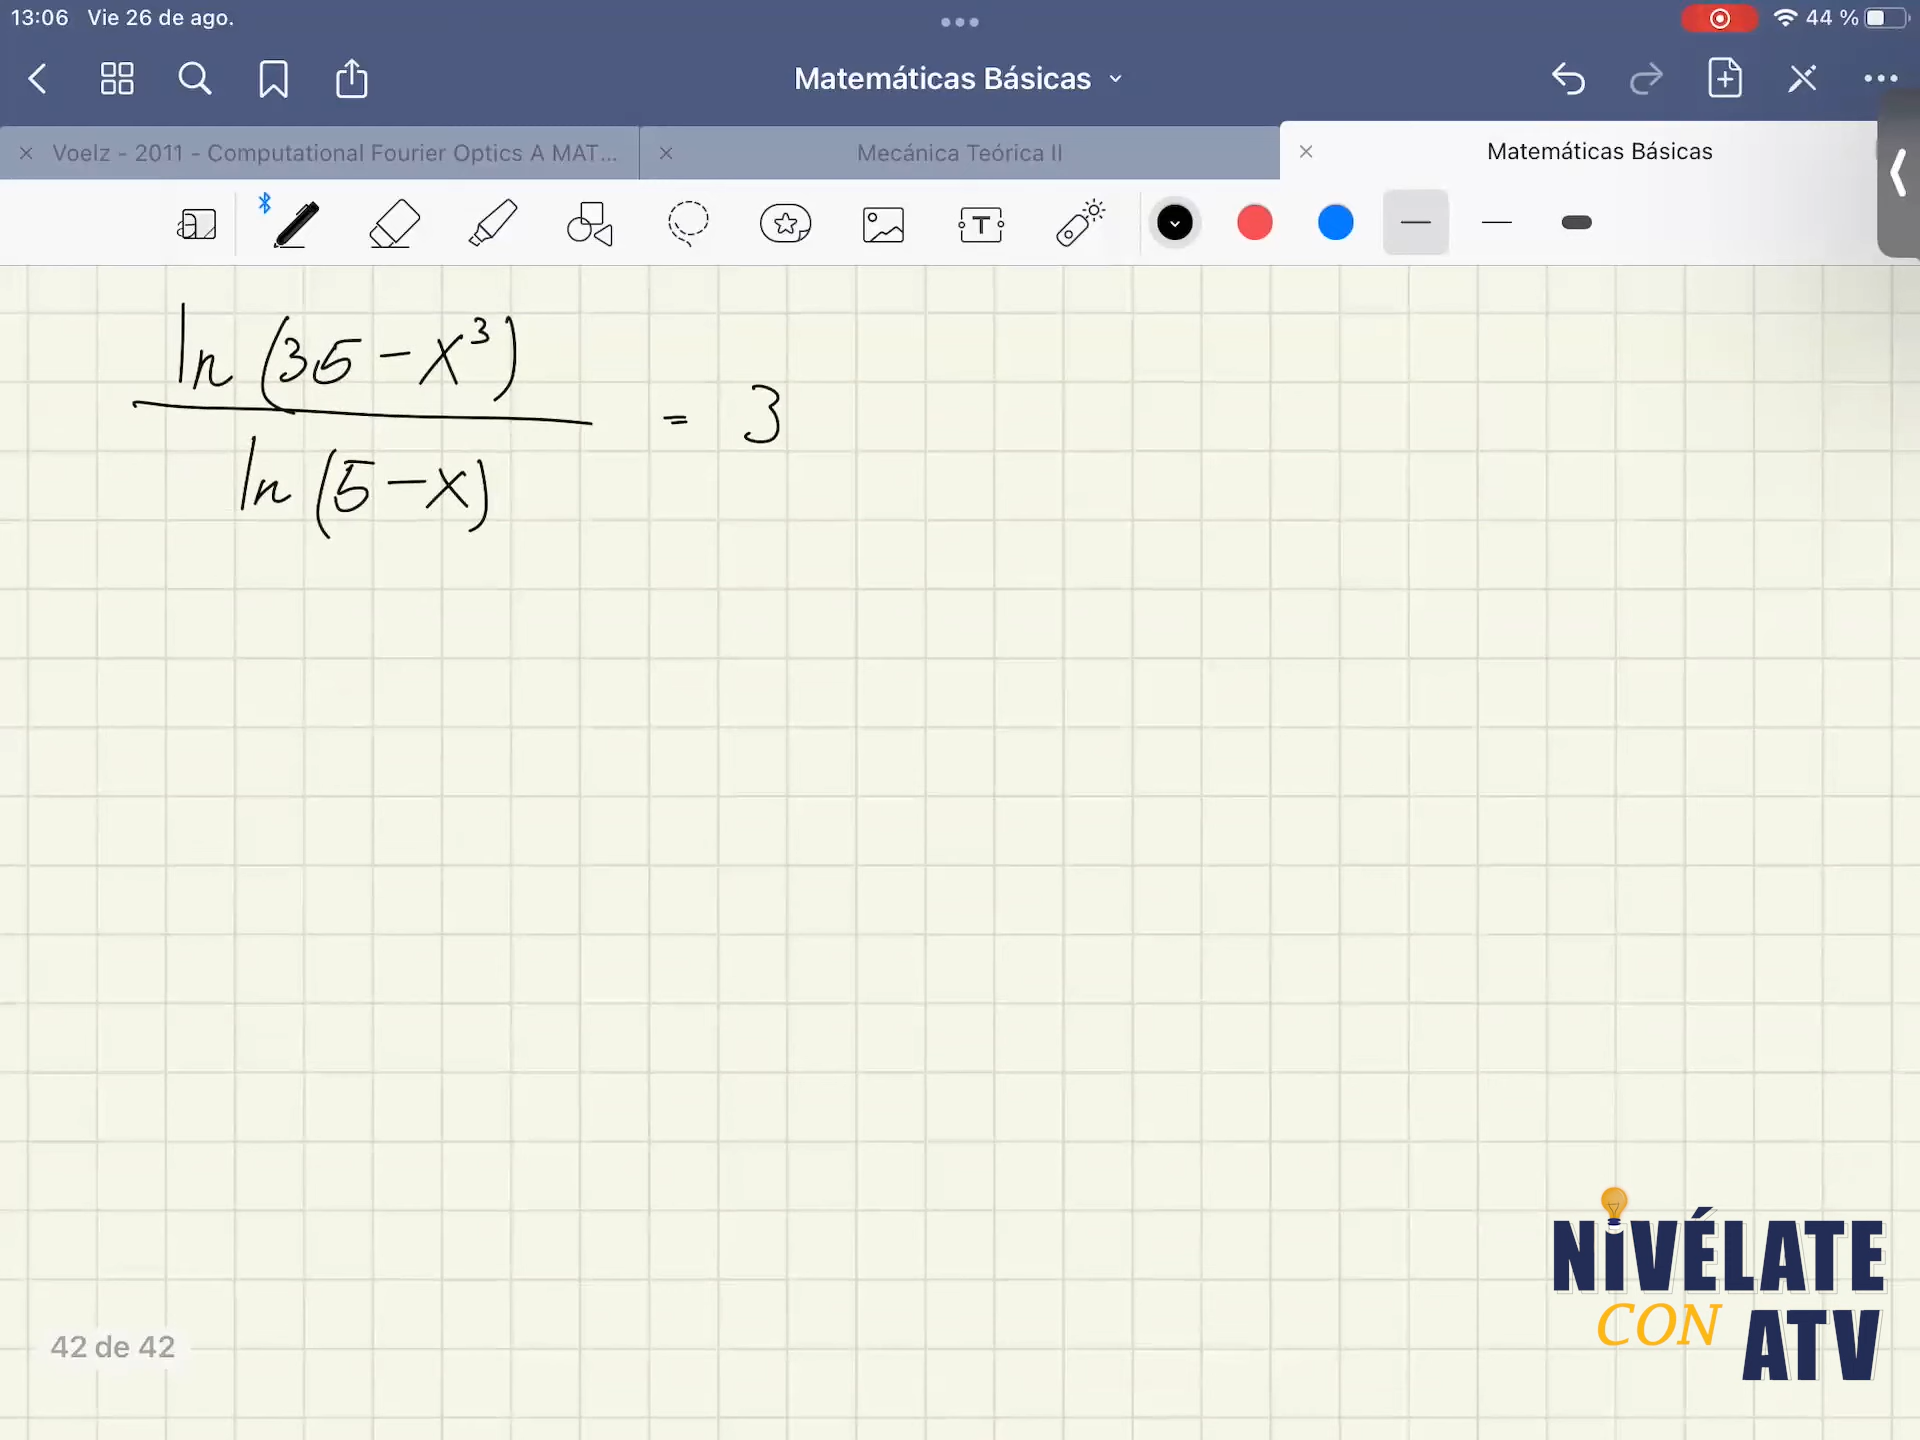 13:06 Vie 26 de ago.
44 %
Matemáticas Básicas
Voelz - 2011 - Computational Fourier Optics A MAT...
Mecánica Teórica II
Matemáticas Básicas
ln (35 - x³)
= 3
ln (5 - x)
NIVÉLATE
CON
ATV
42 de 42